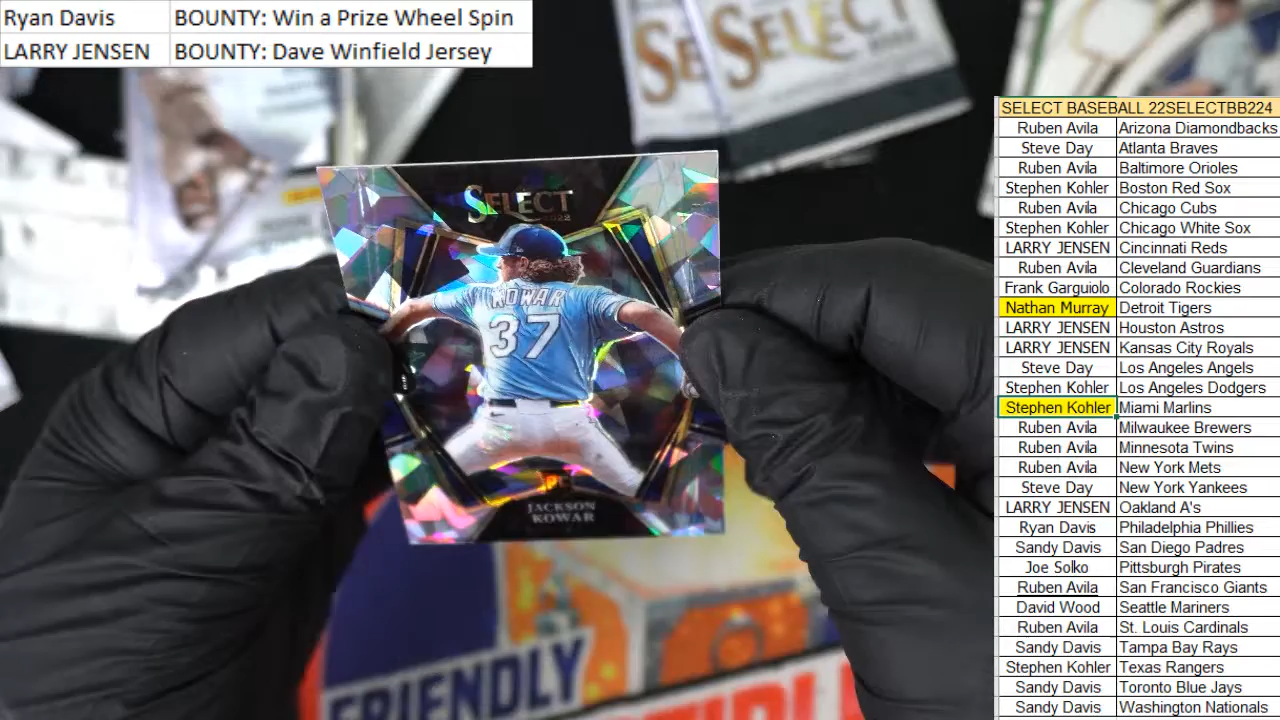 Ryan Davis BOUNTY: Win a Prize Wheel Spin
LARRY JENSEN BOUNTY: Dave Winfield Jersey
SELECT
SELECT
SELECT BASEBALL 22SELECTBB224
Ruben Avila Arizona Diamondbacks
Steve Day Atlanta Braves
Ruben Avila Baltimore Orioles
Stephen Kohler Boston Red Sox
Ruben Avila Chicago Cubs
Stephen Kohler Chicago White Sox
LARRY JENSEN Cincinnati Reds
Ruben Avila Cleveland Guardians
Frank Garguiolo Colorado Rockies
Nathan Murray Detroit Tigers
LARRY JENSEN Houston Astros
LARRY JENSEN Kansas City Royals
Steve Day Los Angeles Angels
Stephen Kohler Los Angeles Dodgers
Stephen Kohler Miami Marlins
Ruben Avila Milwaukee Brewers
Ruben Avila Minnesota Twins
Ruben Avila New York Mets
Steve Day New York Yankees
LARRY JENSEN Oakland A's
Ryan Davis Philadelphia Phillies
Sandy Davis San Diego Padres
Joe Solko Pittsburgh Pirates
Ruben Avila San Francisco Giants
David Wood Seattle Mariners
Ruben Avila St. Louis Cardinals
Sandy Davis Tampa Bay Rays
Stephen Kohler Texas Rangers
Sandy Davis Toronto Blue Jays
Sandy Davis Washington Nationals
SELECT
2022
KOWAR
37
JACKSON
KOWAR
FRIENDLY